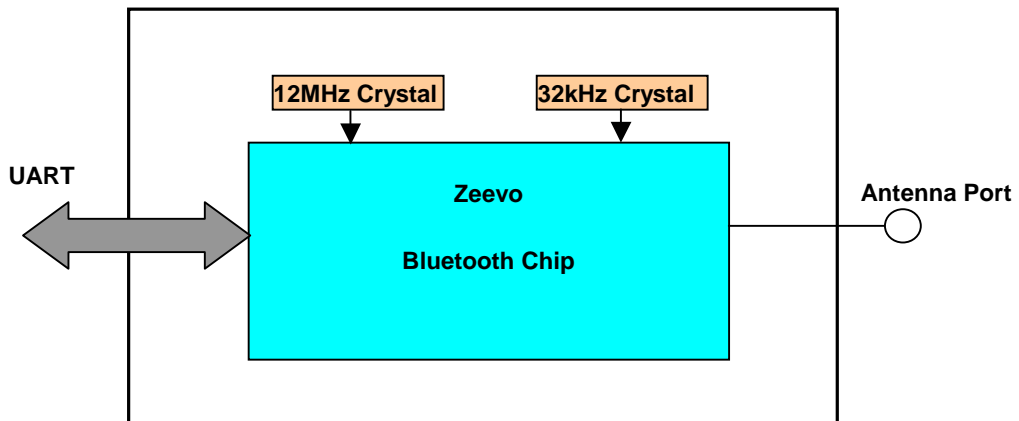 12MHz Crystal
32kHz Crystal
UART
Zeevo
Antenna Port
Bluetooth Chip